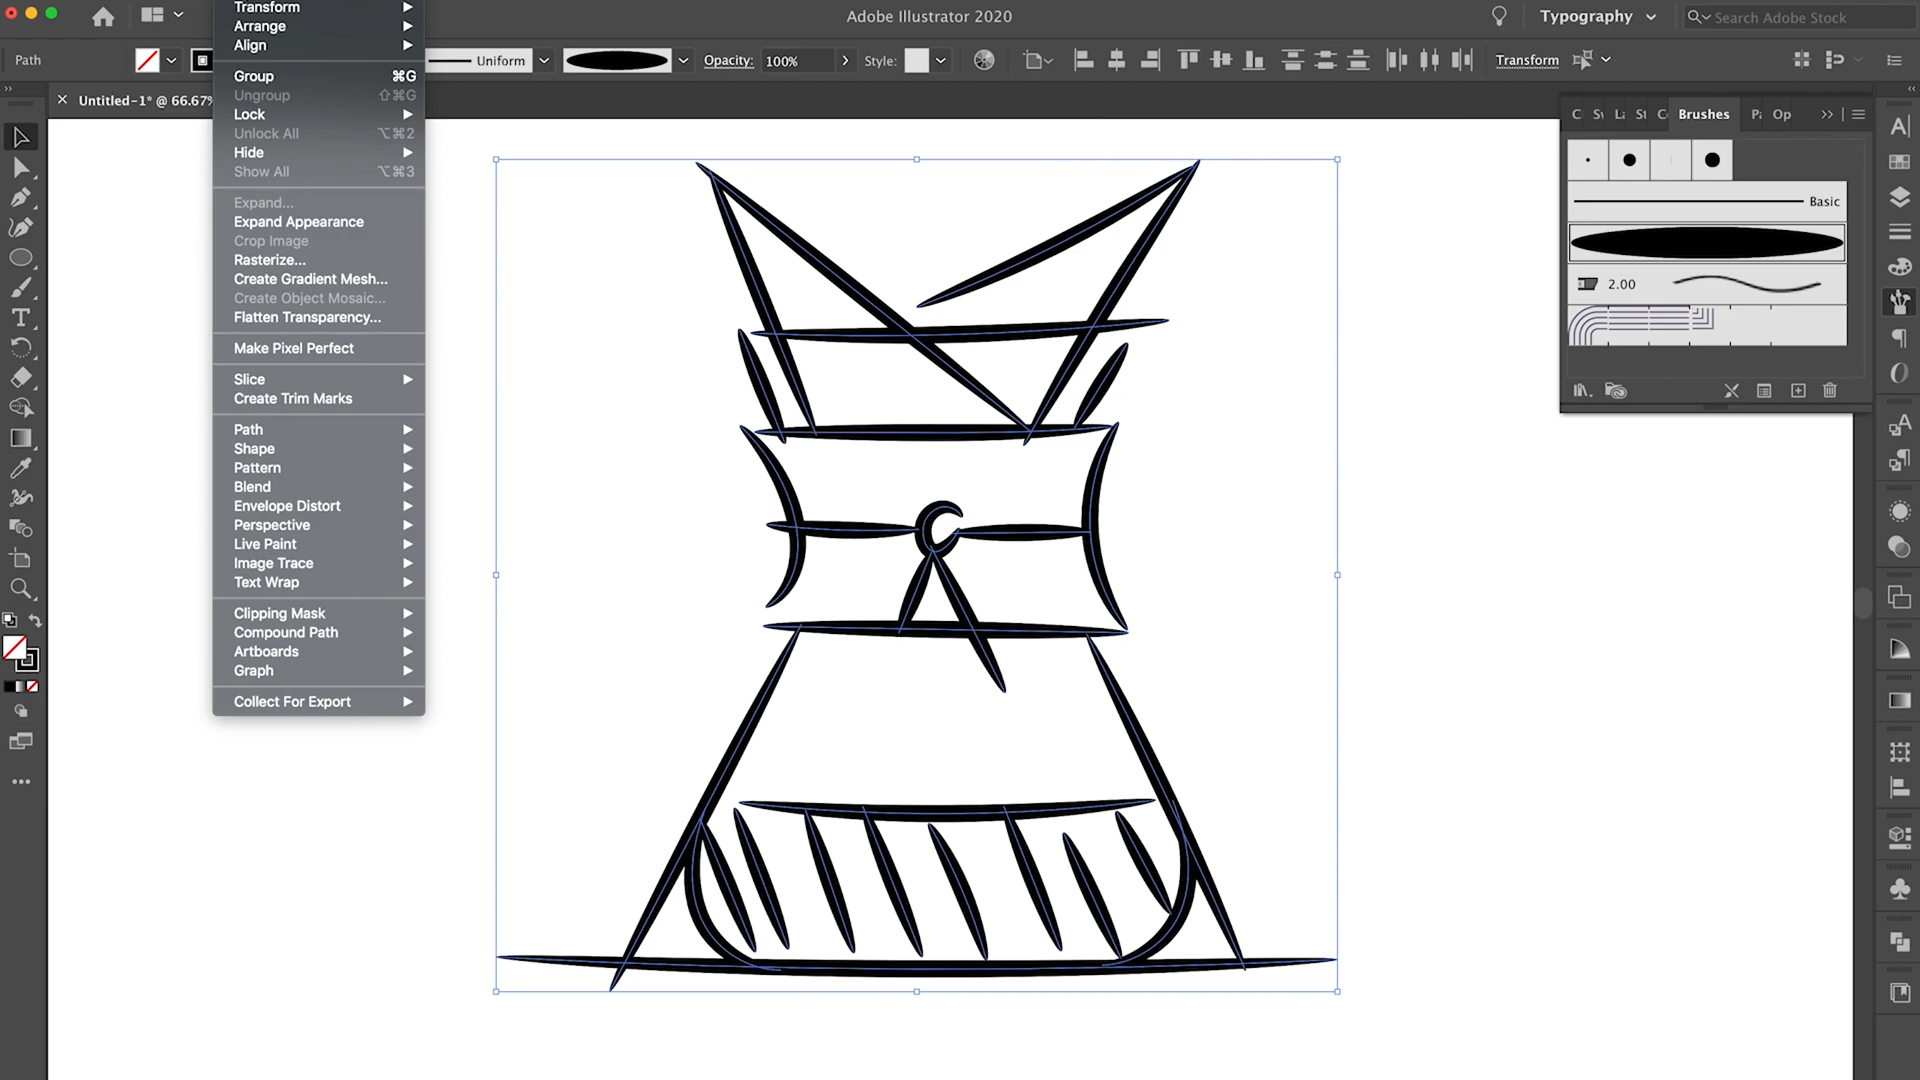 Adobe Illustrator 2020
Typography
Search Adobe Stock
Path
Uniform
Opacity:
100%
Style:
Transform
Untitled-1* @ 66.67%
Transform
Arrange
Align
Group ⌘G
Ungroup ⇧⌘G
Lock
Unlock All ⌥⌘2
Hide
Show All ⌥⌘3
Expand...
Expand Appearance
Crop Image
Rasterize...
Create Gradient Mesh...
Create Object Mosaic...
Flatten Transparency...
Make Pixel Perfect
Slice
Create Trim Marks
Path
Shape
Pattern
Blend
Envelope Distort
Perspective
Live Paint
Image Trace
Text Wrap
Clipping Mask
Compound Path
Artboards
Graph
Collect For Export
Brushes
Op
Basic
2.00